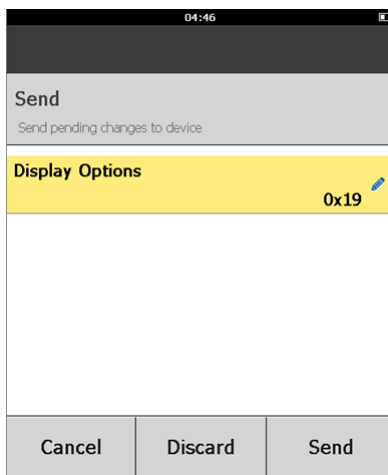 04:46
Send
Send pending changes to device
Display Options
0x19
Cancel Discard Send